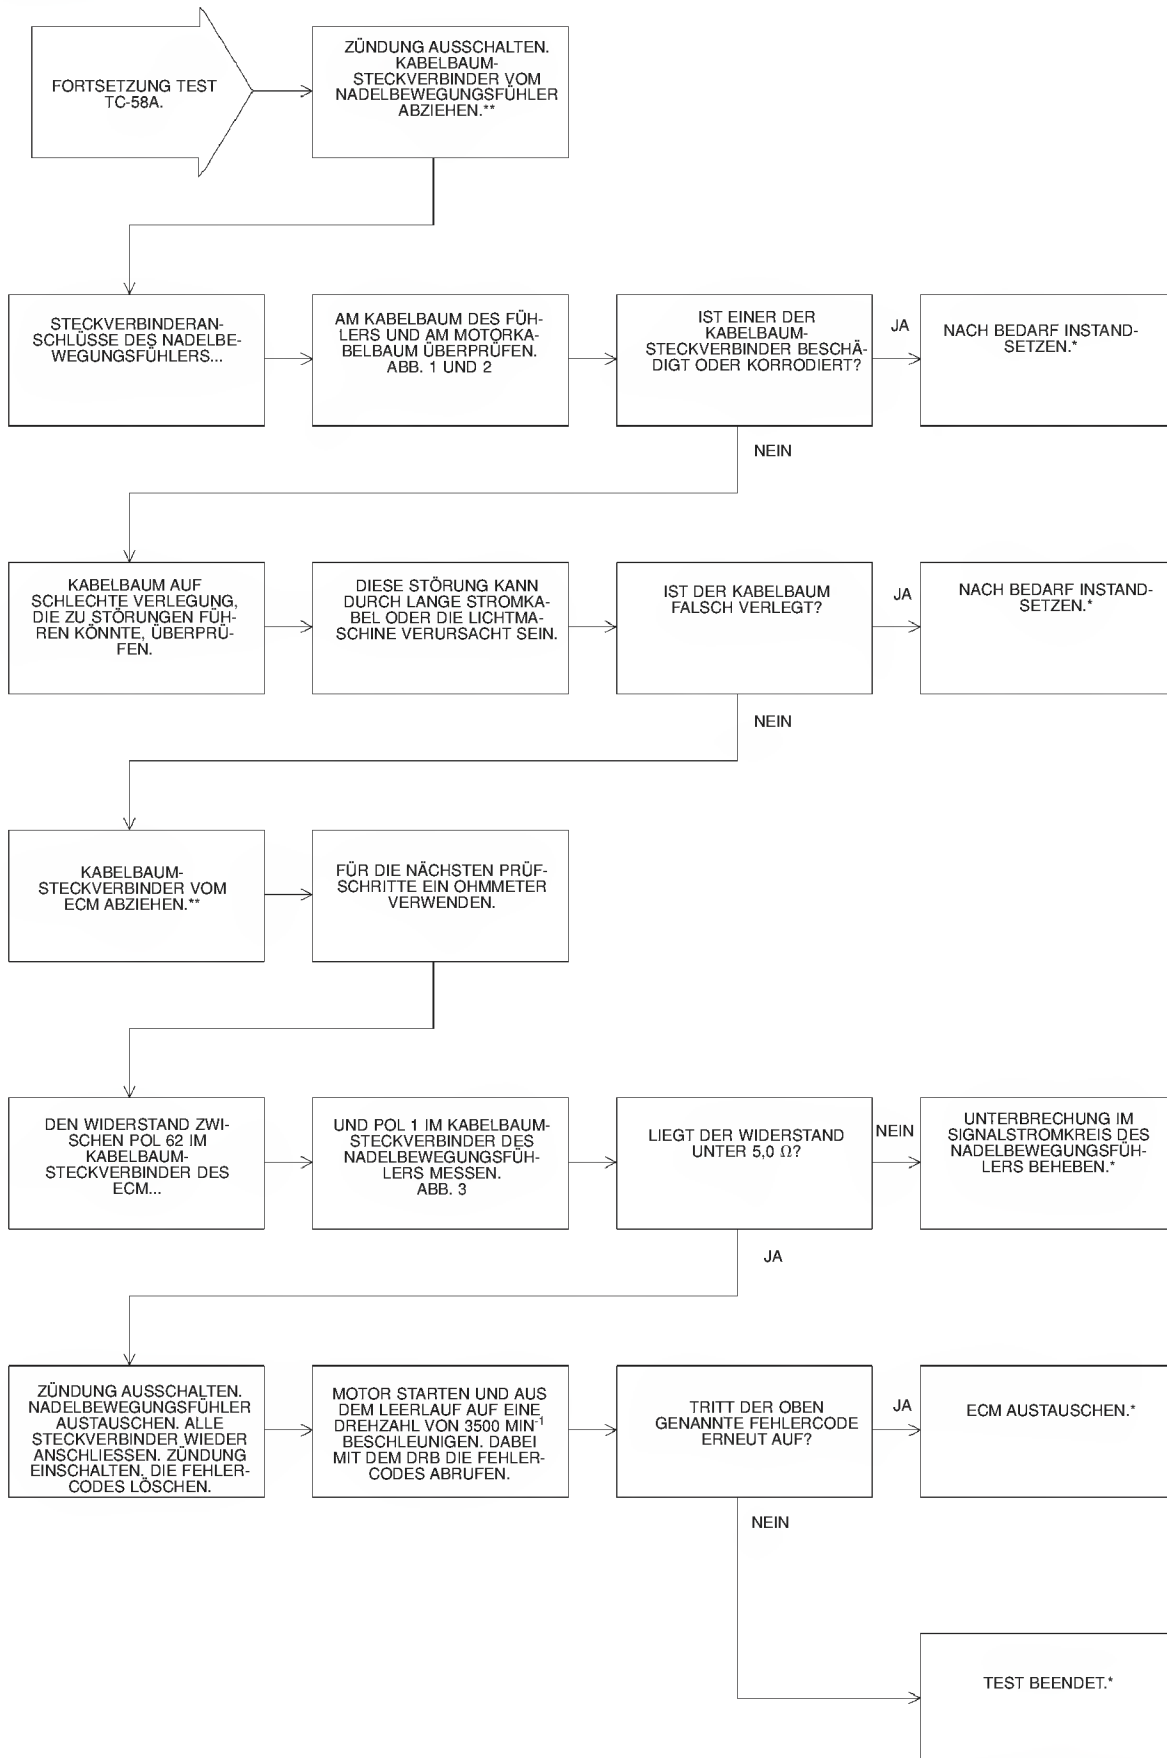 FORTSETZUNG TEST
TC-58A.
ZÜNDUNG AUSSCHALTEN.
KABELBAUM-
STECKVERBINDER VOM
NADELBEWEGUNGSFÜHLER
ABZIEHEN.**
STECKVERBINDERAN-
SCHLÜSSE DES NADELBE-
WEGUNGSFÜHLERS...
AM KABELBAUM DES FÜH-
LERS UND AM MOTORKA-
BELBAUM ÜBERPRÜFEN.
ABB. 1 UND 2
IST EINER DER
KABELBAUM-
STECKVERBINDER BESCHÄ-
DIGT ODER KORRODIERT?
JA
NACH BEDARF INSTAND-
SETZEN.*
NEIN
KABELBAUM AUF
SCHLECHTE VERLEGUNG,
DIE ZU STÖRUNGEN FÜH-
REN KÖNNTE, ÜBERPRÜ-
FEN.
DIESE STÖRUNG KANN
DURCH LANGE STROMKA-
BEL ODER DIE LICHTMA-
SCHINE VERURSACHT SEIN.
IST DER KABELBAUM
FALSCH VERLEGT?
JA
NACH BEDARF INSTAND-
SETZEN.*
NEIN
KABELBAUM-
STECKVERBINDER VOM
ECM ABZIEHEN.**
FÜR DIE NÄCHSTEN PRÜF-
SCHRITTE EIN OHMMETER
VERWENDEN.
DEN WIDERSTAND ZWI-
SCHEN POL 62 IM
KABELBAUM-
STECKVERBINDER DES
ECM...
UND POL 1 IM KABELBAUM-
STECKVERBINDER DES
NADELBEWEGUNGSFÜH-
LERS MESSEN.
ABB. 3
LIEGT DER WIDERSTAND
UNTER 5,0 Ω?
NEIN
UNTERBRECHUNG IM
SIGNALSTROMKREIS DES
NADELBEWEGUNGSFÜH-
LERS BEHEBEN.*
JA
ZÜNDUNG AUSSCHALTEN.
NADELBEWEGUNGSFÜHLER
AUSTAUSCHEN. ALLE
STECKVERBINDER WIEDER
ANSCHLIESSEN. ZÜNDUNG
EINSCHALTEN. DIE FEHLER-
CODES LÖSCHEN.
MOTOR STARTEN UND AUS
DEM LEERLAUF AUF EINE
DREHZAHL VON 3500 MIN⁻¹
BESCHLEUNIGEN. DABEI
MIT DEM DRB DIE FEHLER-
CODES ABRUFEN.
TRITT DER OBEN
GENANNTE FEHLERCODE
ERNEUT AUF?
JA
ECM AUSTAUSCHEN.*
NEIN
TEST BEENDET.*